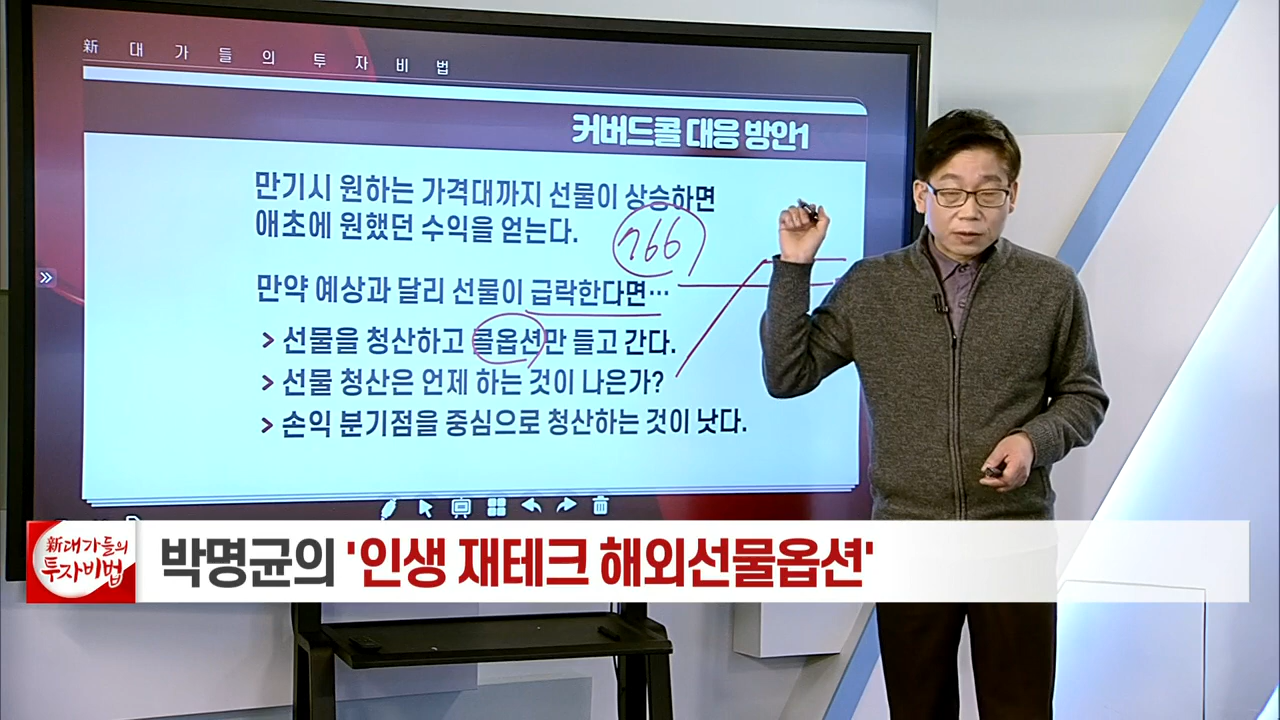 新 대 가 들 의 투 자 비 법
커버드콜 대응 방안1
만기시 원하는 가격대까지 선물이 상승하면
애초에 원했던 수익을 얻는다.
766
만약 예상과 달리 선물이 급락한다면…
> 선물을 청산하고 콜옵션만 들고 간다.
> 선물 청산은 언제 하는 것이 나은가?
> 손익 분기점을 중심으로 청산하는 것이 낫다.
新대가들의
투자비법
박명균의 '인생 재테크 해외선물옵션'